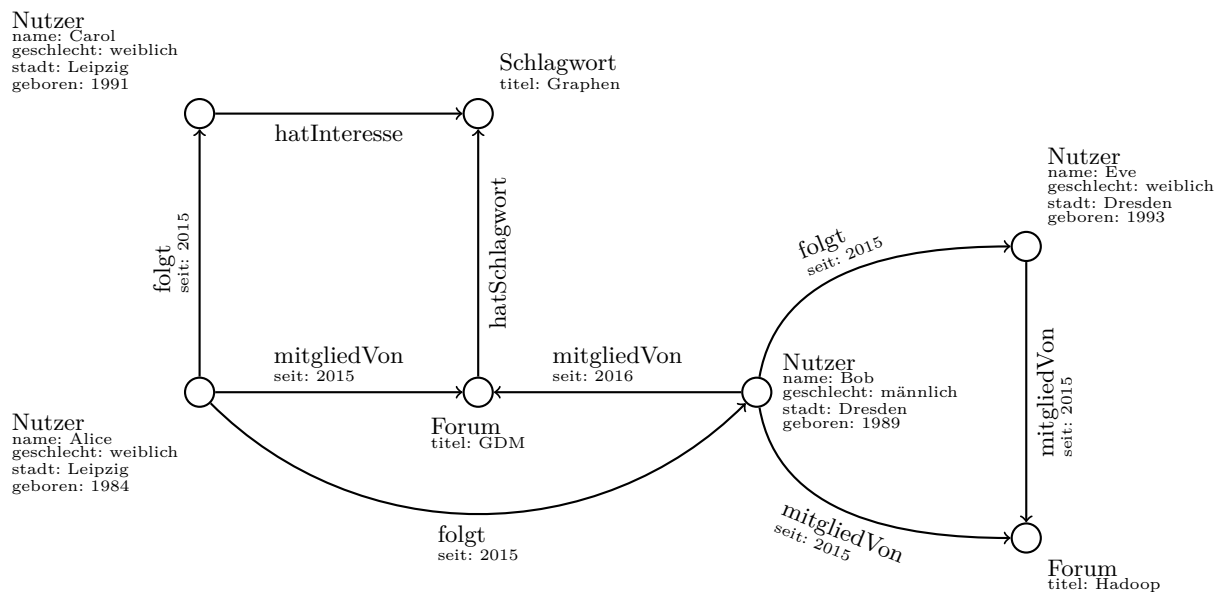 Nutzer
name: Carol
geschlecht: weiblich
stadt: Leipzig
geboren: 1991
Schlagwort
titel: Graphen
hatInteresse
Nutzer
name: Eve
geschlecht: weiblich
stadt: Dresden
geboren: 1993
folgt
seit: 2015
hatSchlagwort
folgt
seit: 2015
mitgliedVon
seit: 2015
mitgliedVon
seit: 2016
Nutzer
name: Bob
geschlecht: männlich
stadt: Dresden
geboren: 1989
mitgliedVon
seit: 2015
Nutzer
name: Alice
geschlecht: weiblich
stadt: Leipzig
geboren: 1984
Forum
titel: GDM
folgt
seit: 2015
mitgliedVon
seit: 2015
Forum
titel: Hadoop